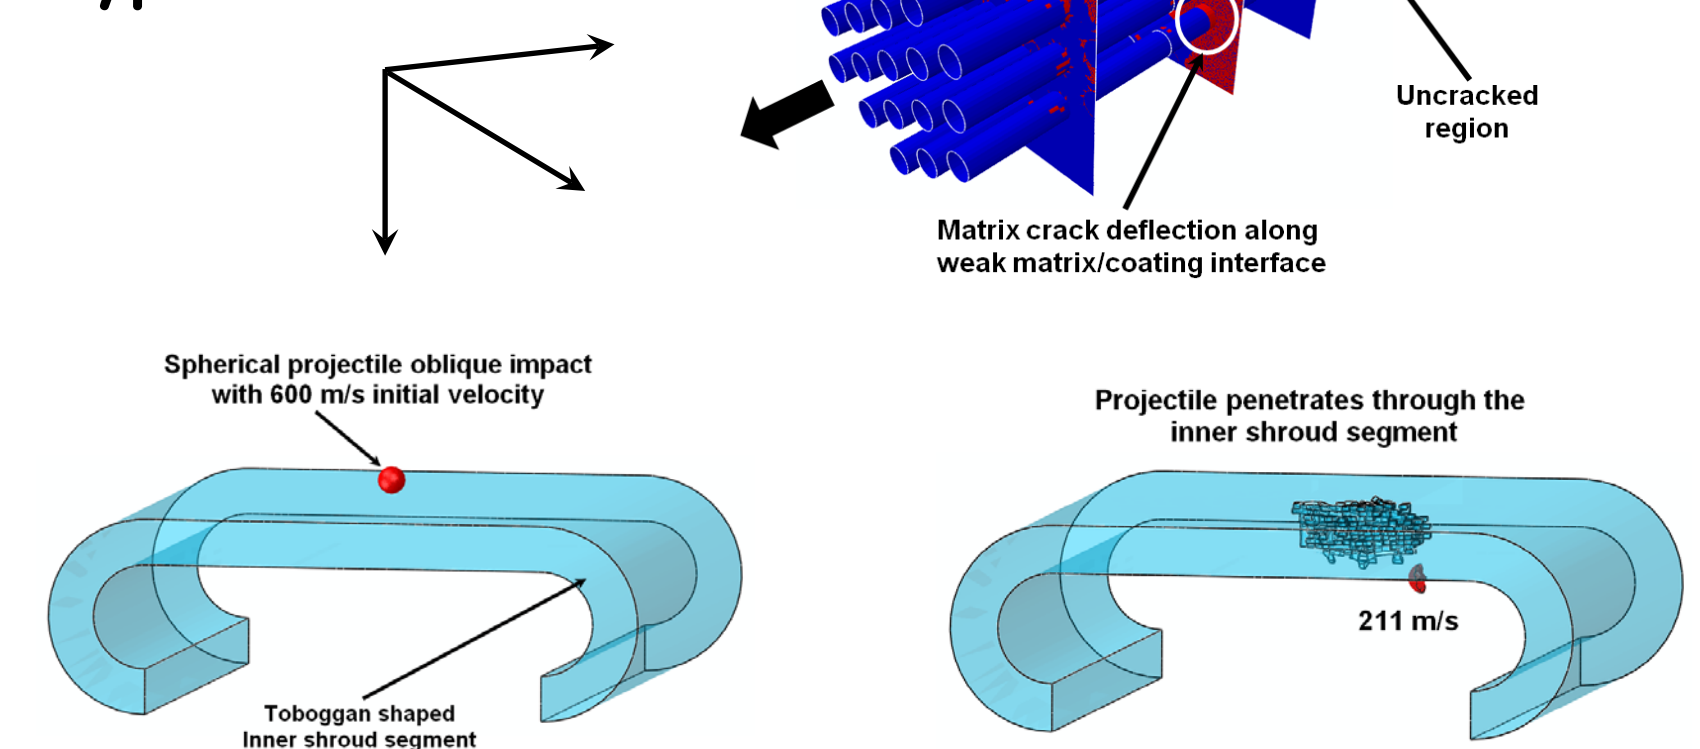 Uncracked
region
Matrix crack deflection along
weak matrix/coating interface
Spherical projectile oblique impact
with 600 m/s initial velocity
Projectile penetrates through the
inner shroud segment
211 m/s
Toboggan shaped
Inner shroud segment